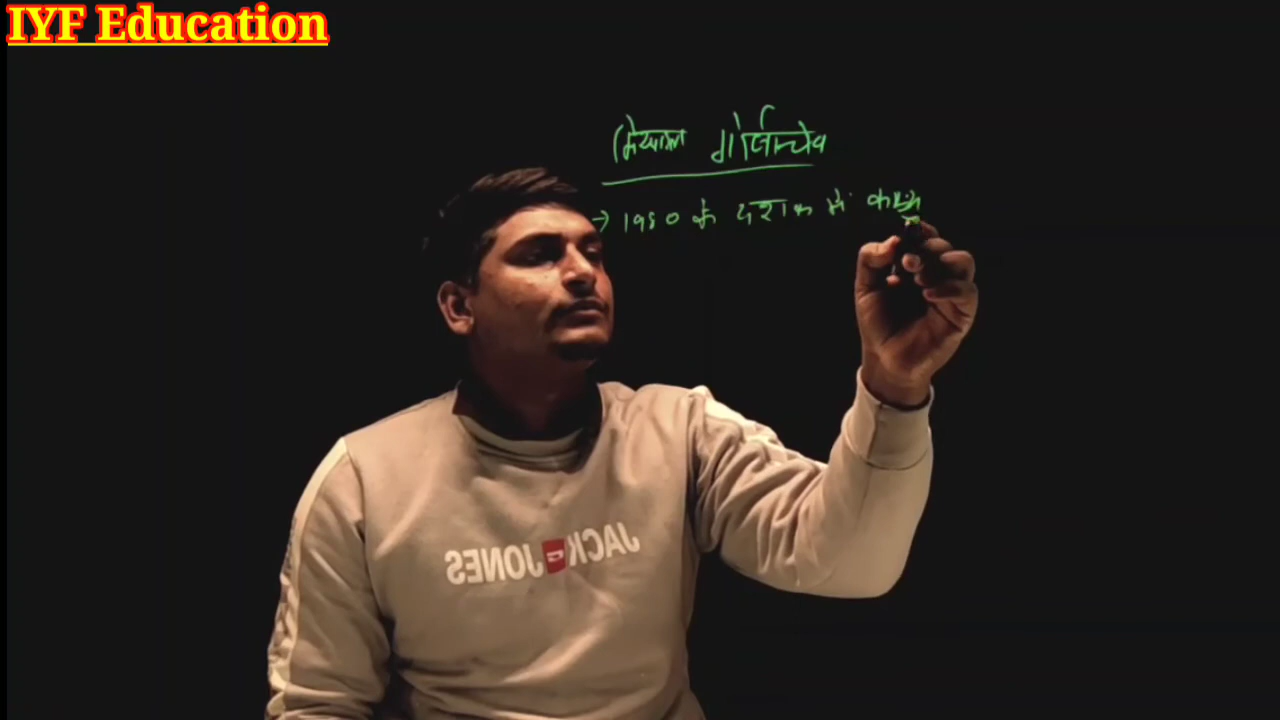 IYF Education
मिखाइल गोर्बाचेव
→ 1980 के दशक में
JACK JONES